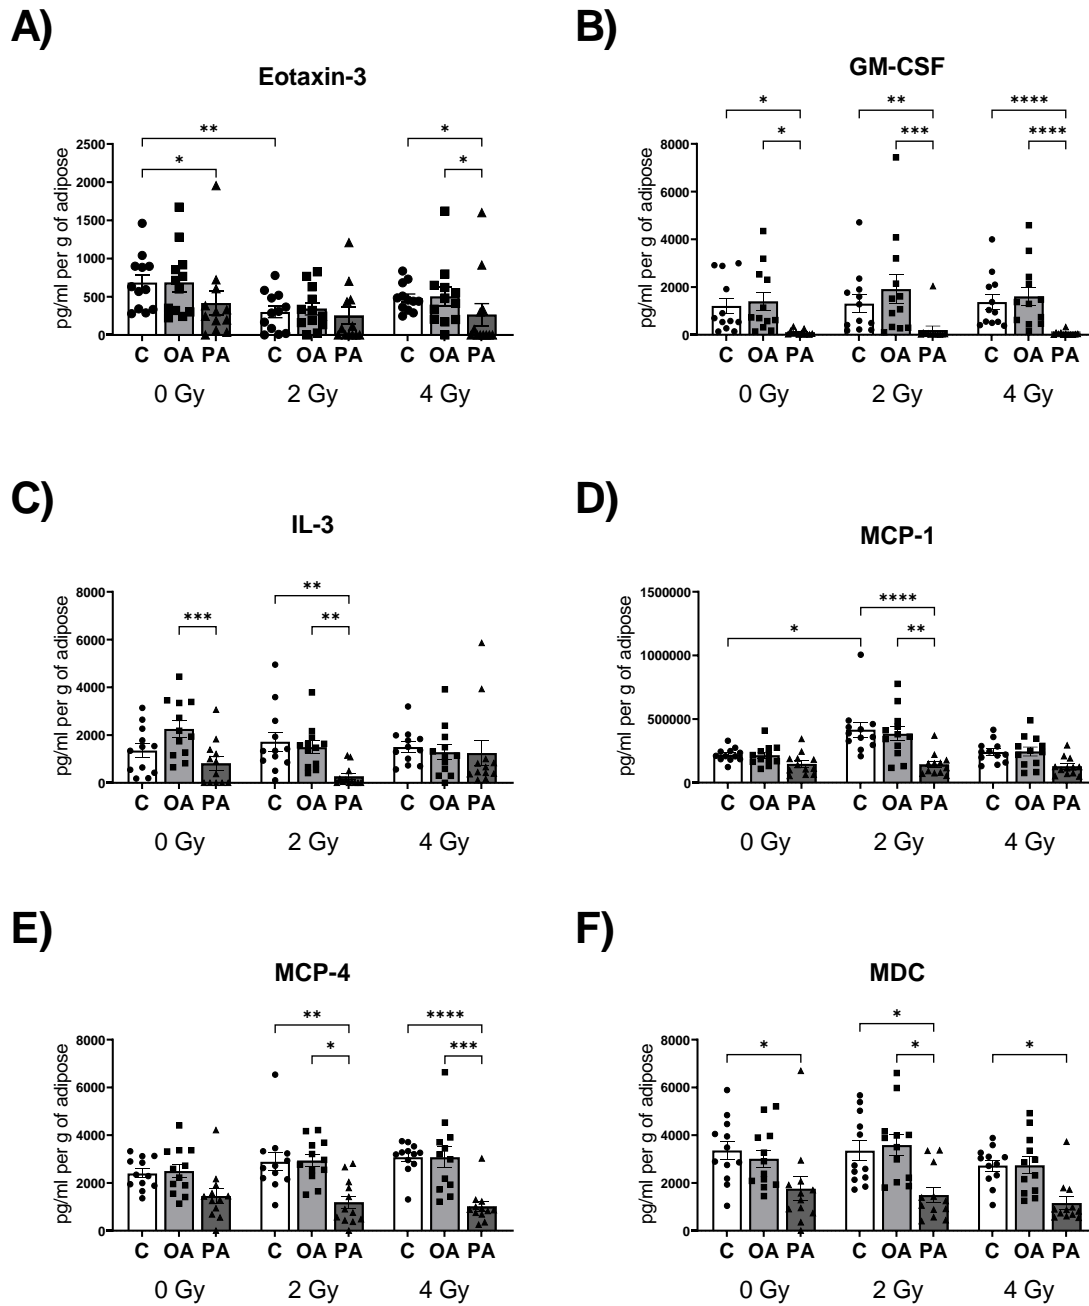 A)
Eotaxin-3
** *
* *
pg/ml per g of adipose
2500
2000
1500
1000
500
0
C OA PA C OA PA C OA PA
0 Gy 2 Gy 4 Gy
B)
GM-CSF
* ** ****
* *** ****
pg/ml per g of adipose
8000
6000
4000
2000
0
C OA PA C OA PA C OA PA
0 Gy 2 Gy 4 Gy
C)
IL-3
**
*** **
pg/ml per g of adipose
8000
6000
4000
2000
0
C OA PA C OA PA C OA PA
0 Gy 2 Gy 4 Gy
D)
MCP-1
****
* **
pg/ml per g of adipose
1500000
1000000
500000
0
C OA PA C OA PA C OA PA
0 Gy 2 Gy 4 Gy
E)
MCP-4
** ****
* ***
pg/ml per g of adipose
8000
6000
4000
2000
0
C OA PA C OA PA C OA PA
0 Gy 2 Gy 4 Gy
F)
MDC
*
* * *
pg/ml per g of adipose
8000
6000
4000
2000
0
C OA PA C OA PA C OA PA
0 Gy 2 Gy 4 Gy